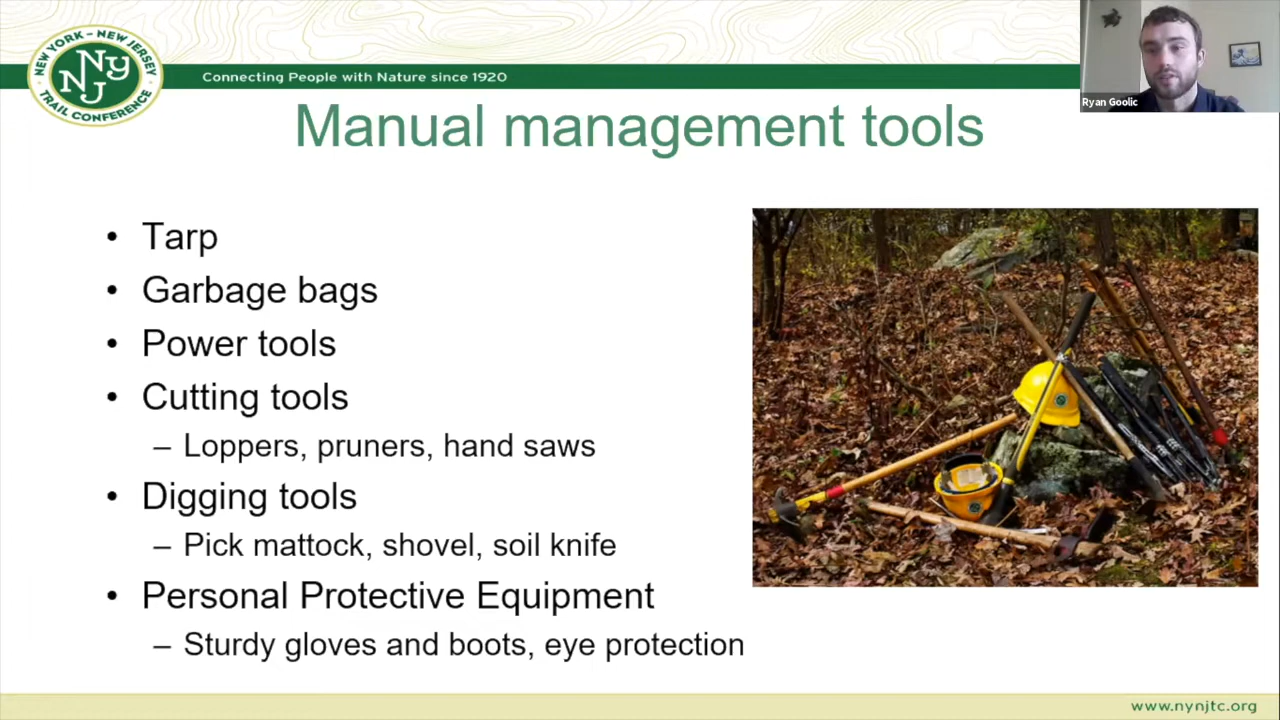 NEW YORK – NEW JERSEY
NY
NJ
TRAIL CONFERENCE
Connecting People with Nature since 1920
Ryan Goolic
Manual management tools
• Tarp
• Garbage bags
• Power tools
• Cutting tools
– Loppers, pruners, hand saws
• Digging tools
– Pick mattock, shovel, soil knife
• Personal Protective Equipment
– Sturdy gloves and boots, eye protection
www.nynjtc.org